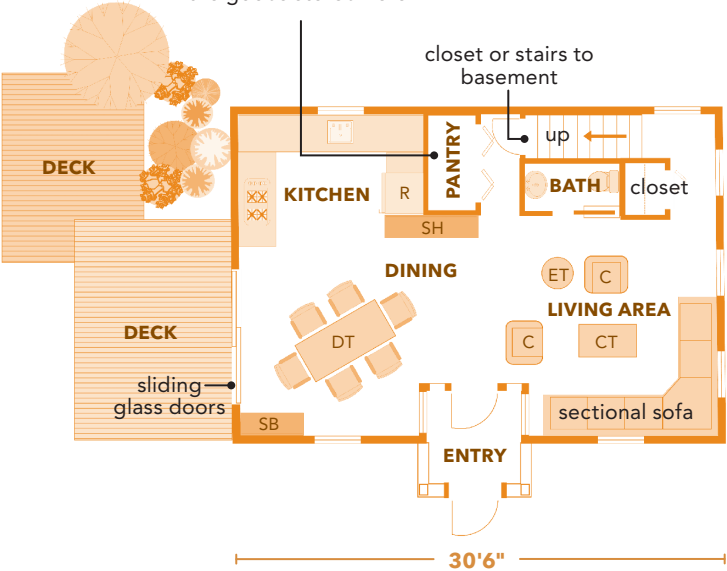 closet or stairs to
basement
DECK
KITCHEN
R
PANTRY
up
BATH
closet
SH
DINING
ET
C
LIVING AREA
DECK
DT
C
CT
sliding
glass doors
SB
sectional sofa
ENTRY
30'6"